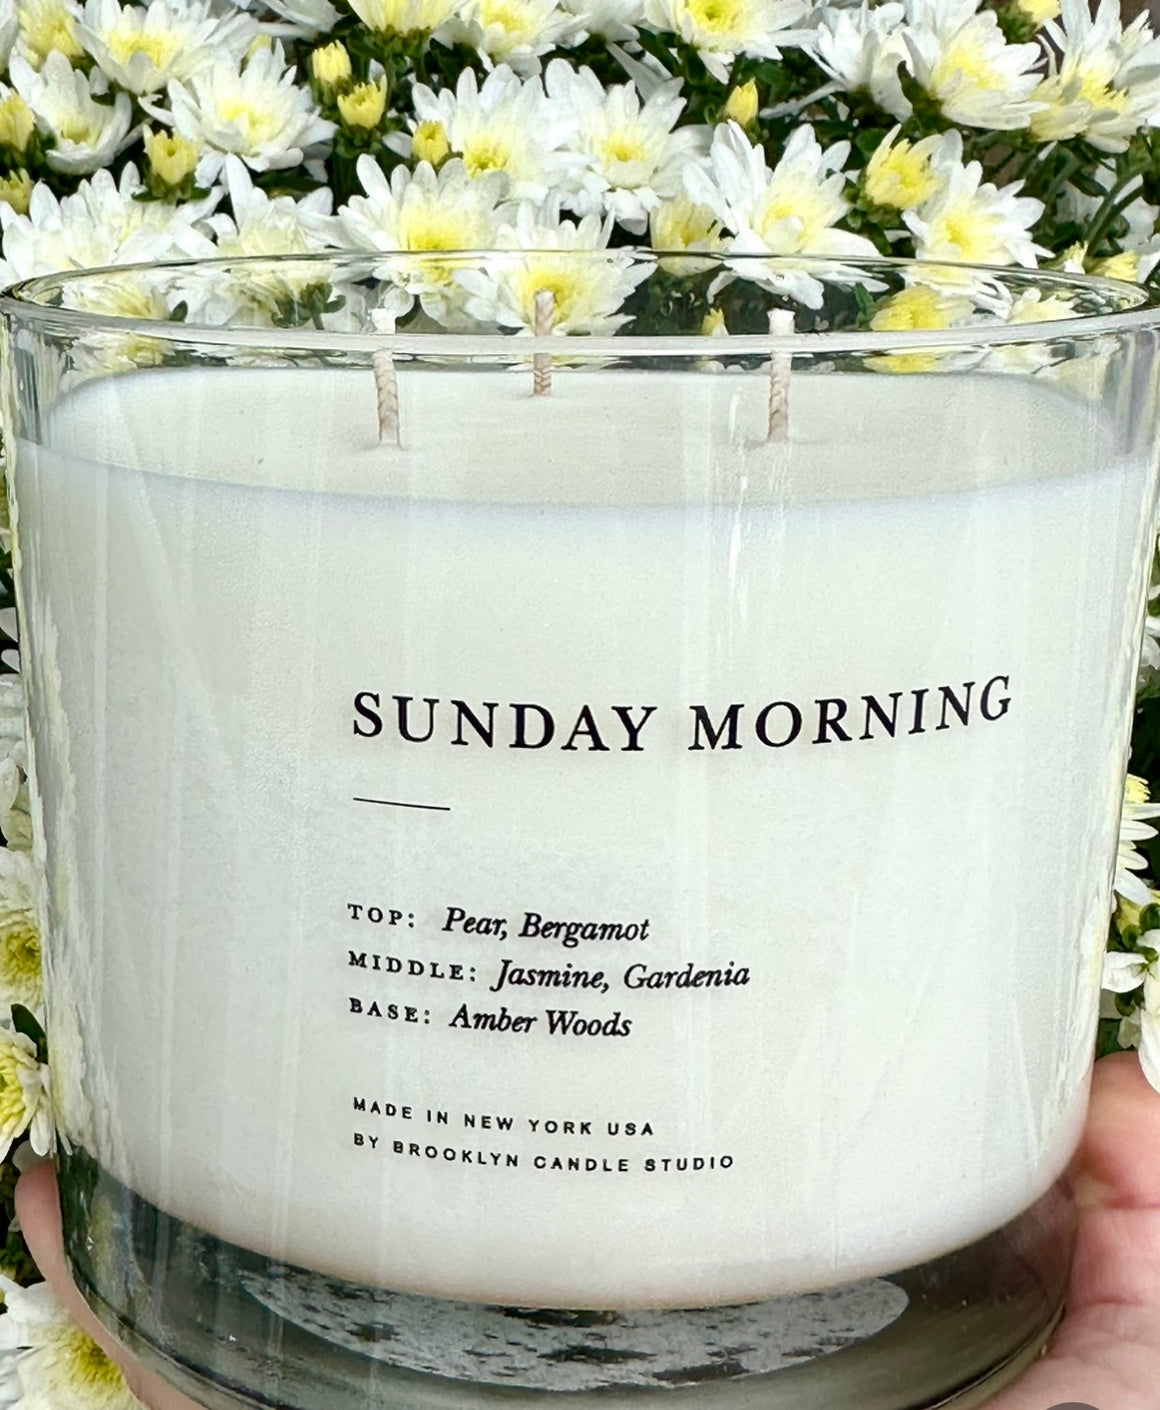 SUNDAY MORNING
TOP: Pear, Bergamot
MIDDLE: Jasmine, Gardenia
BASE: Amber Woods
MADE IN NEW YORK USA
BY BROOKLYN CANDLE STUDIO